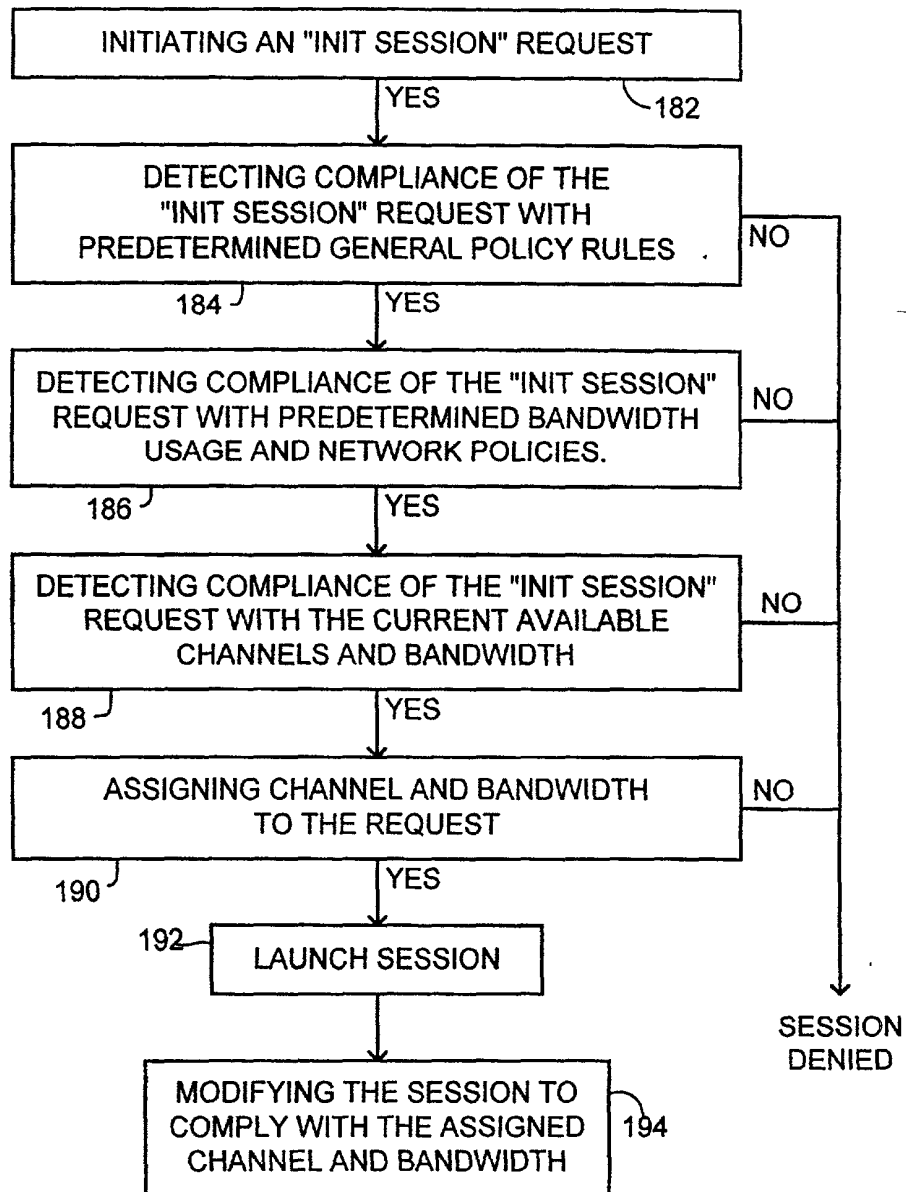 INITIATING AN "INIT SESSION" REQUEST
YES
182
DETECTING COMPLIANCE OF THE
"INIT SESSION" REQUEST WITH
PREDETERMINED GENERAL POLICY RULES
NO
184
YES
DETECTING COMPLIANCE OF THE "INIT SESSION"
REQUEST WITH PREDETERMINED BANDWIDTH
USAGE AND NETWORK POLICIES.
NO
186
YES
DETECTING COMPLIANCE OF THE "INIT SESSION"
REQUEST WITH THE CURRENT AVAILABLE
CHANNELS AND BANDWIDTH
NO
188
YES
ASSIGNING CHANNEL AND BANDWIDTH
TO THE REQUEST
NO
190
YES
192
LAUNCH SESSION
SESSION
DENIED
MODIFYING THE SESSION TO
COMPLY WITH THE ASSIGNED
CHANNEL AND BANDWIDTH
194